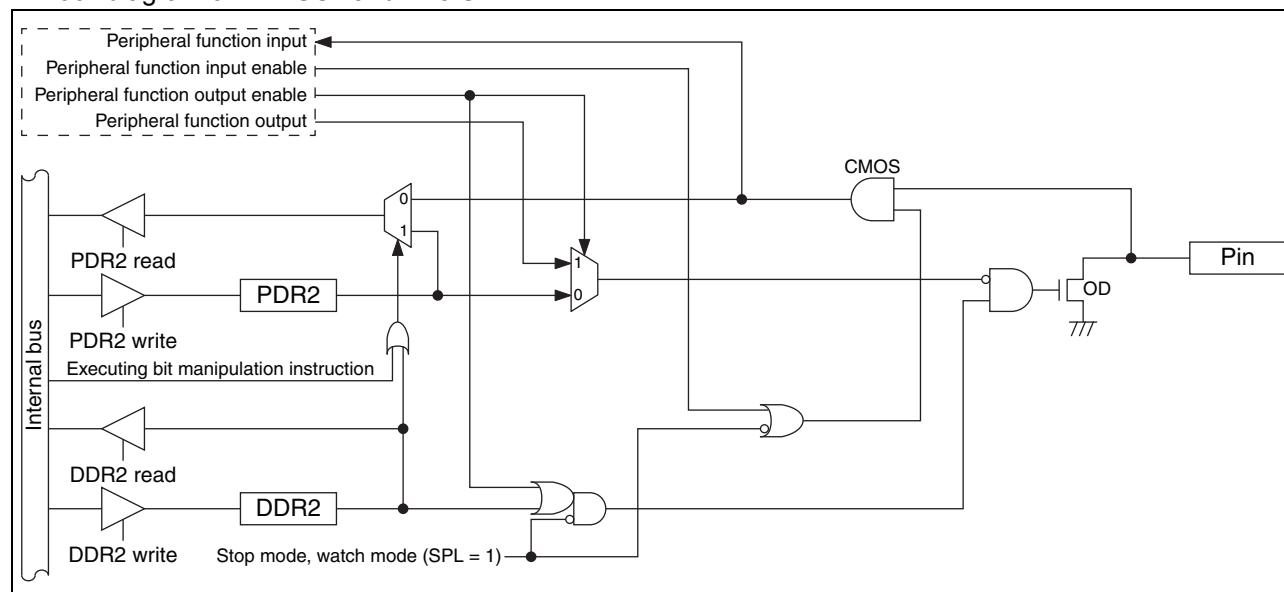 Peripheral function input
Peripheral function input enable
Peripheral function output enable
Peripheral function output
CMOS
0
1
PDR2 read
1
Pin
PDR2
0
OD
PDR2 write
Executing bit manipulation instruction
Internal bus
DDR2 read
DDR2
DDR2 write
Stop mode, watch mode (SPL = 1)